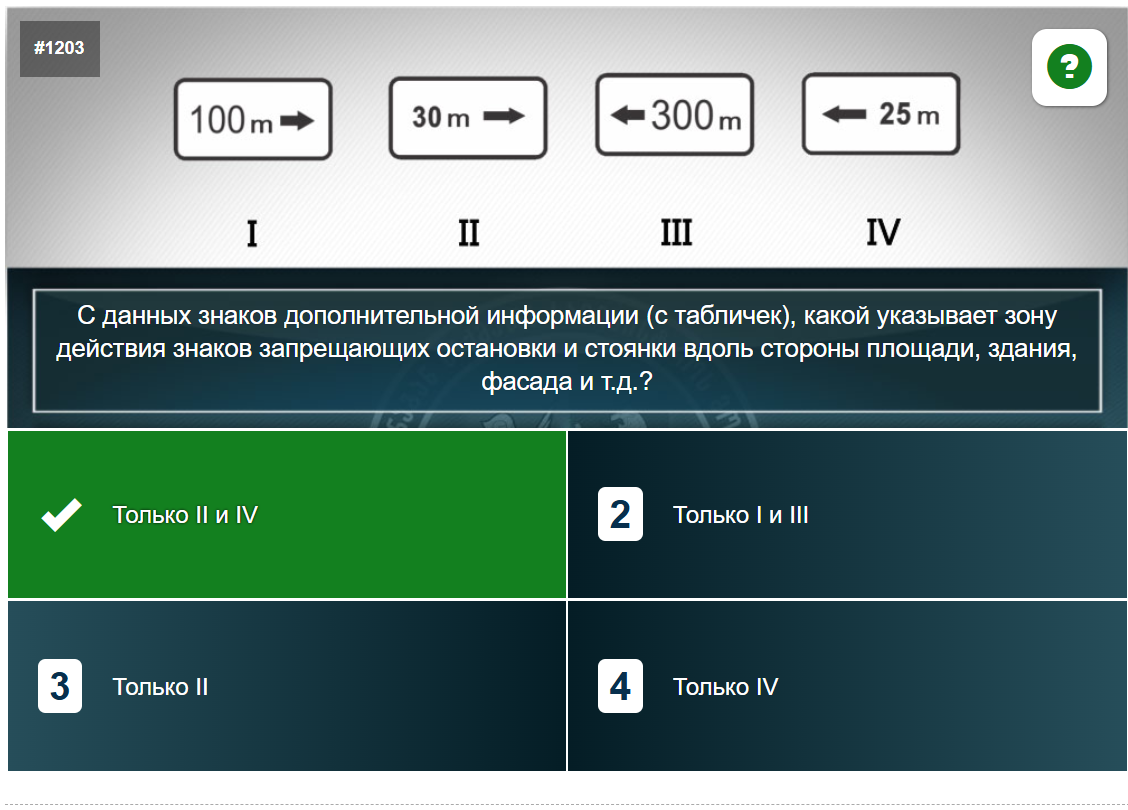 #1203
?
100 m
30 m
300 m
25 m
I
II
III
IV
С данных знаков дополнительной информации (с табличек), какой указывает зону
действия знаков запрещающих остановки и стоянки вдоль стороны площади, здания,
фасада и т.д.?
Только II и IV
2
Только I и III
3
Только II
4
Только IV